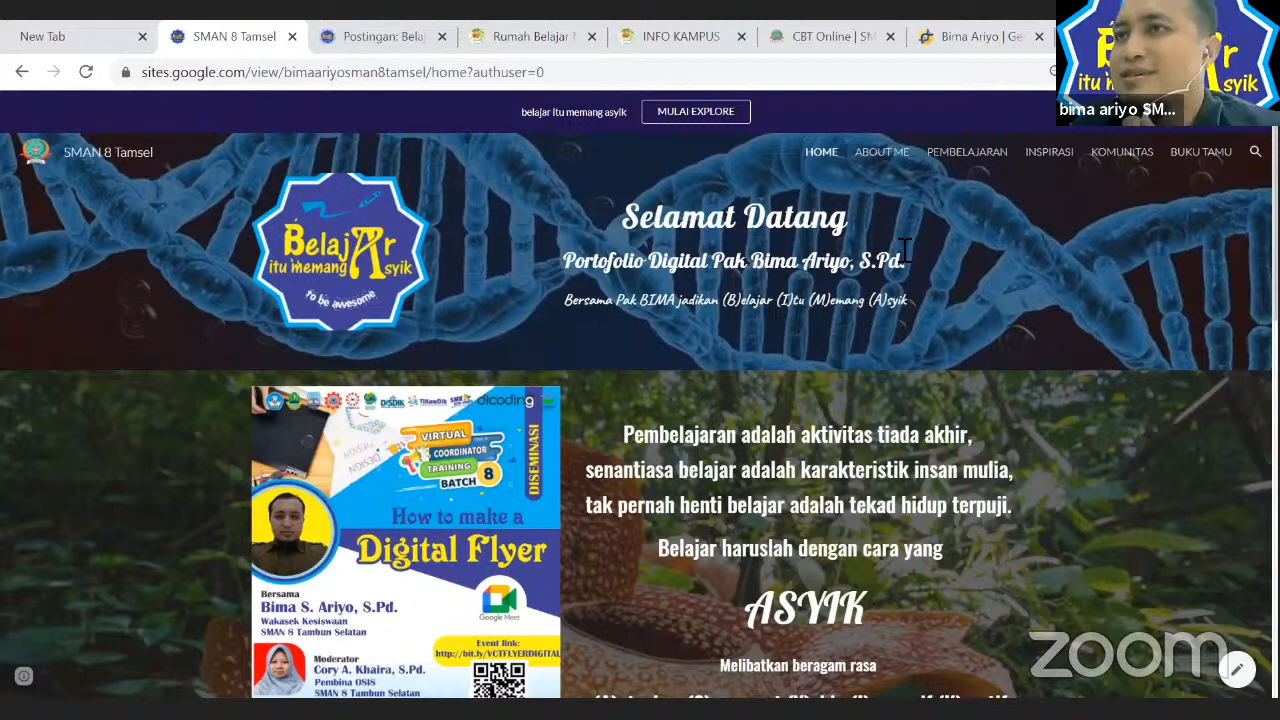 New Tab
SMAN 8 Tamsel
Postingan: Bela
Rumah Belajar
INFO KAMPUS
CBT Online | SM
Bima Ariyo | Ge
sites.google.com/view/bimaariyosman8tamsel/home?authuser=0
bima ariyo SM...
belajar itu memang asyik
MULAI EXPLORE
SMAN 8 Tamsel
HOME
ABOUT ME
PEMBELAJARAN
INSPIRASI
KOMUNITAS
BUKU TAMU
BelajAr
itu memang Asyik
To be awesome
Selamat Datang
Portofolio Digital Pak Bima Ariyo, S.Pd.
Bersama Pak BIMA jadikan (B)elajar (I)tu (M)emang (A)syik
DISDIK
TIKomDik
dicoding
VIRTUAL
COORDINATOR
TRAINING
BATCH 8
DISEMINASI
How to make a
Digital Flyer
Google Meet
Bersama
Bima S. Ariyo, S.Pd.
Wakasek Kesiswaan
SMAN 8 Tambun Selatan
Event link:
http://bit.ly/VCTFLYERDIGITAL
Moderator
Cory A. Khaira, S.Pd.
Pembina OSIS
SMAN 8 Tambun Selatan
Pembelajaran adalah aktivitas tiada akhir,
senantiasa belajar adalah karakteristik insan mulia,
tak pernah henti belajar adalah tekad hidup terpuji.
Belajar haruslah dengan cara yang
ASYIK
Melibatkan beragam rasa
zoom